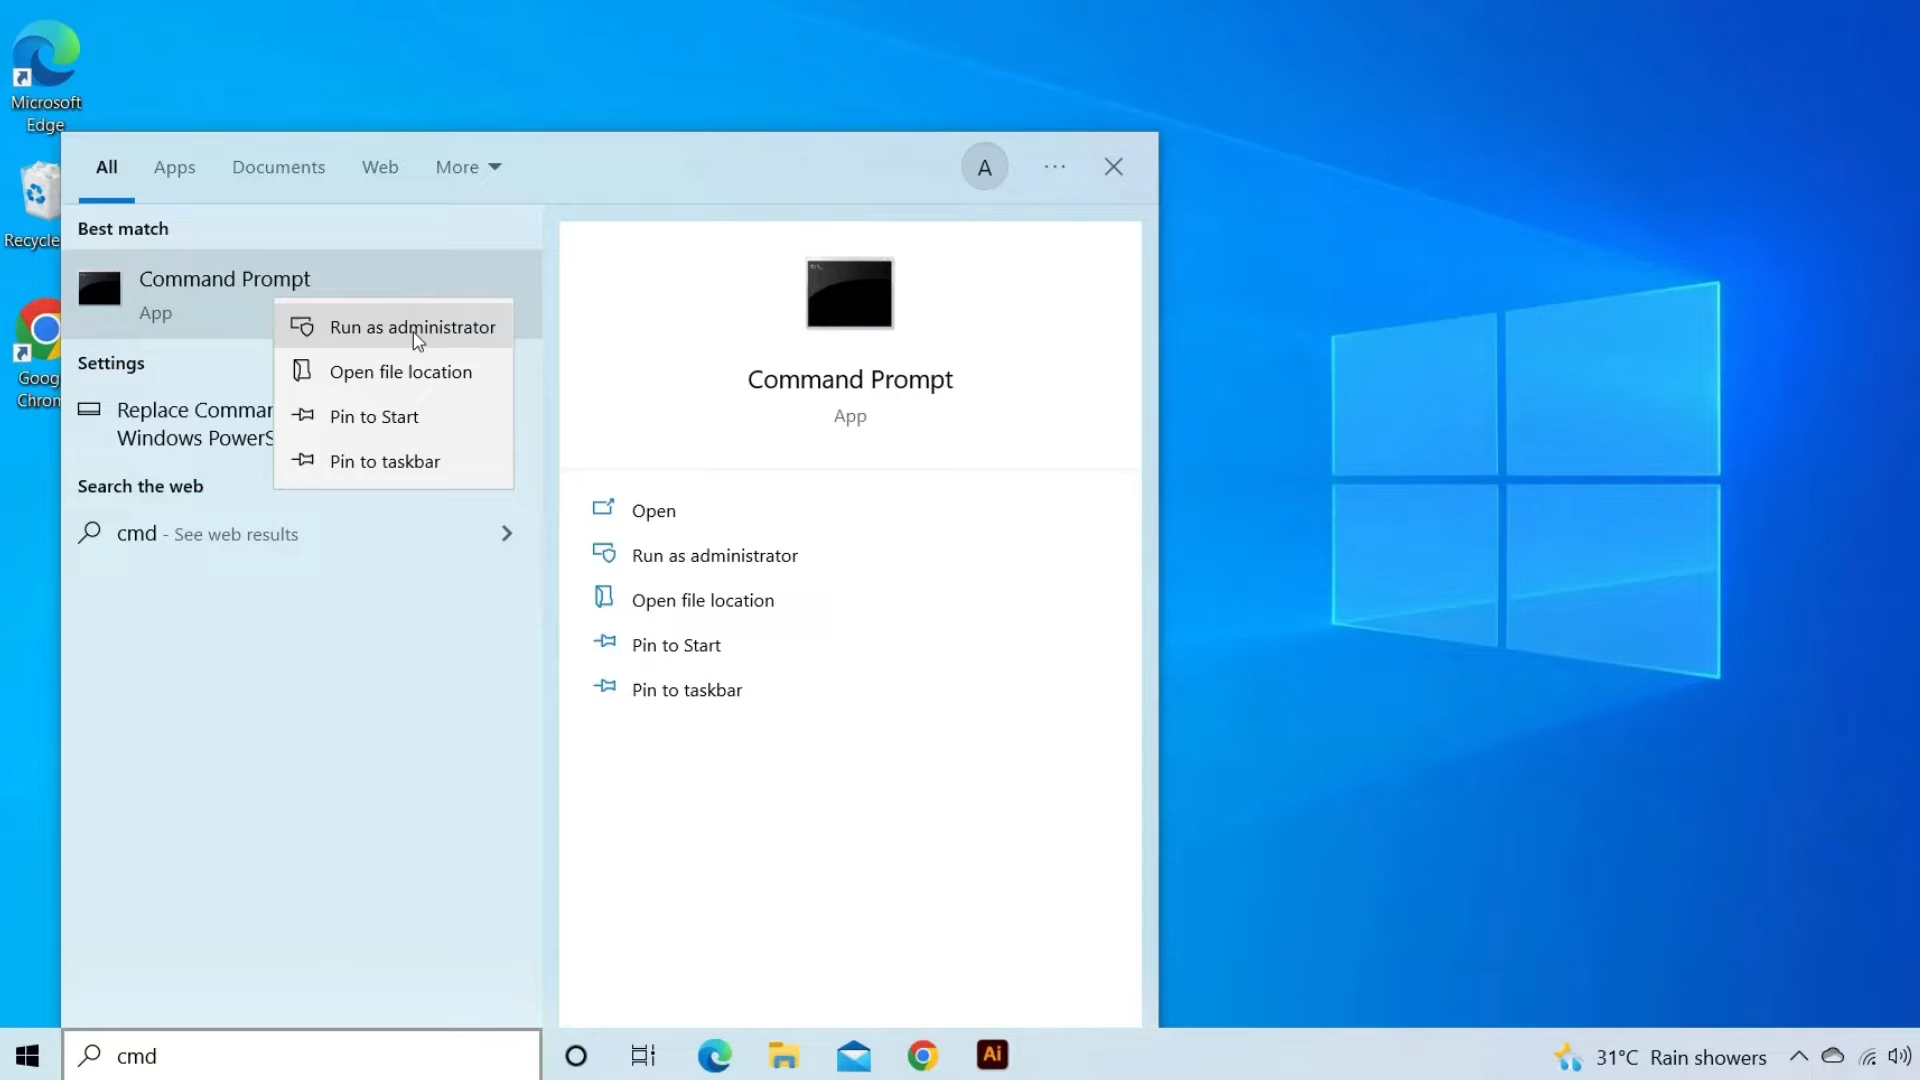 Microsoft
Edge
Recycle
Goog
Chrom
All
Apps
Documents
Web
More
A
Best match
Command Prompt
App
Run as administrator
Open file location
Pin to Start
Pin to taskbar
Settings
Replace Comman
Windows PowerS
Search the web
cmd - See web results
Command Prompt
App
Open
Run as administrator
Open file location
Pin to Start
Pin to taskbar
cmd
Ai
31°C Rain showers